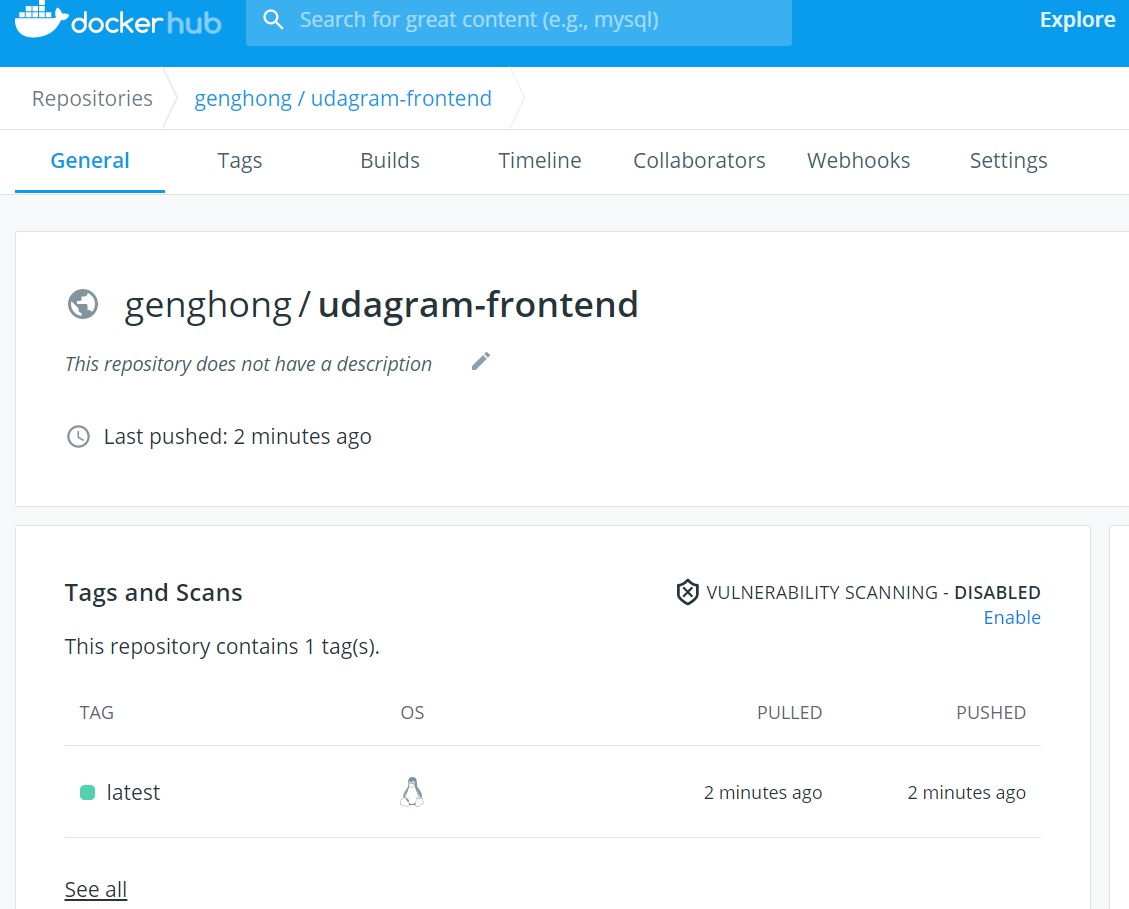 dockerhub Search for great content (e.g., mysql) Explore
Repositories genghong / udagram-frontend
General Tags Builds Timeline Collaborators Webhooks Settings
genghong / udagram-frontend
This repository does not have a description
Last pushed: 2 minutes ago
Tags and Scans VULNERABILITY SCANNING - DISABLED
Enable
This repository contains 1 tag(s).
TAG OS PULLED PUSHED
latest 2 minutes ago 2 minutes ago
See all